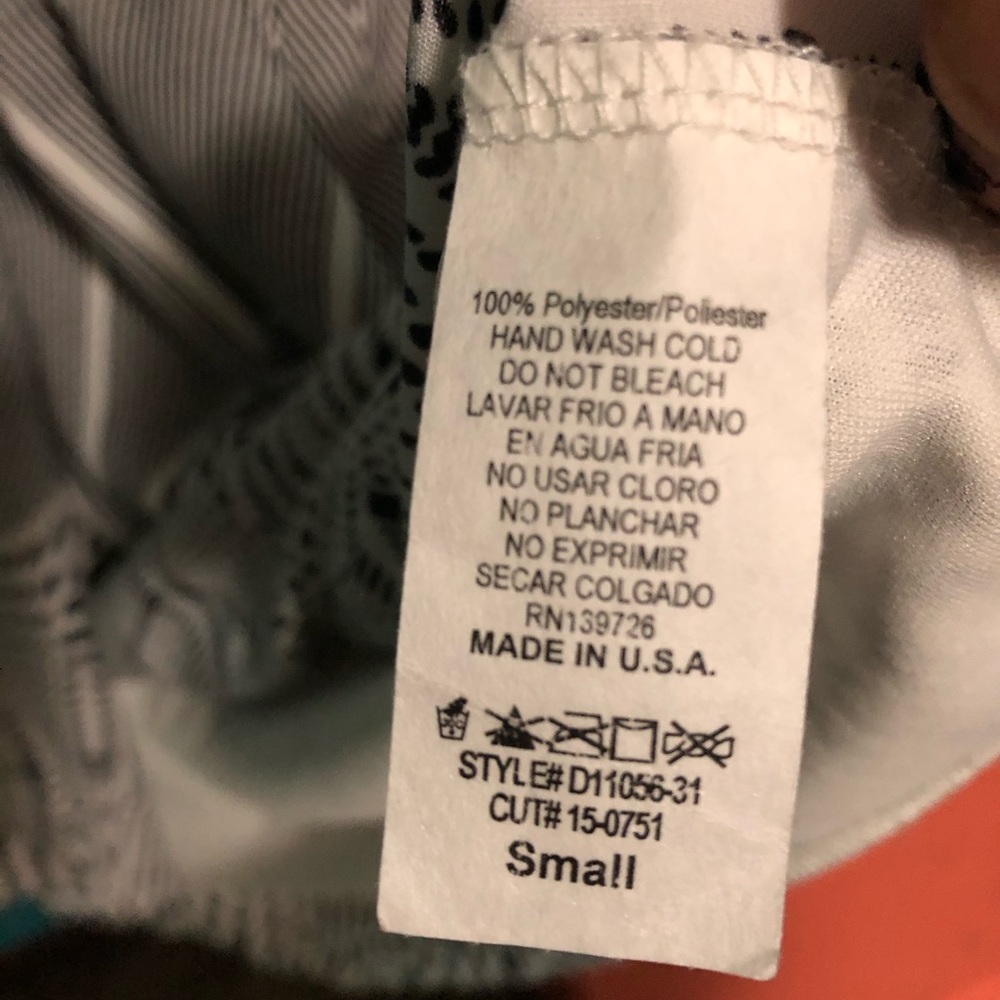 100% Polyester/Poliester
HAND WASH COLD
DO NOT BLEACH
LAVAR FRIO A MANO
EN AGUA FRIA
NO USAR CLORO
NO PLANCHAR
NO EXPRIMIR
SECAR COLGADO
RN139726
MADE IN U.S.A.
STYLE# D11056-31
CUT# 15-0751
Small